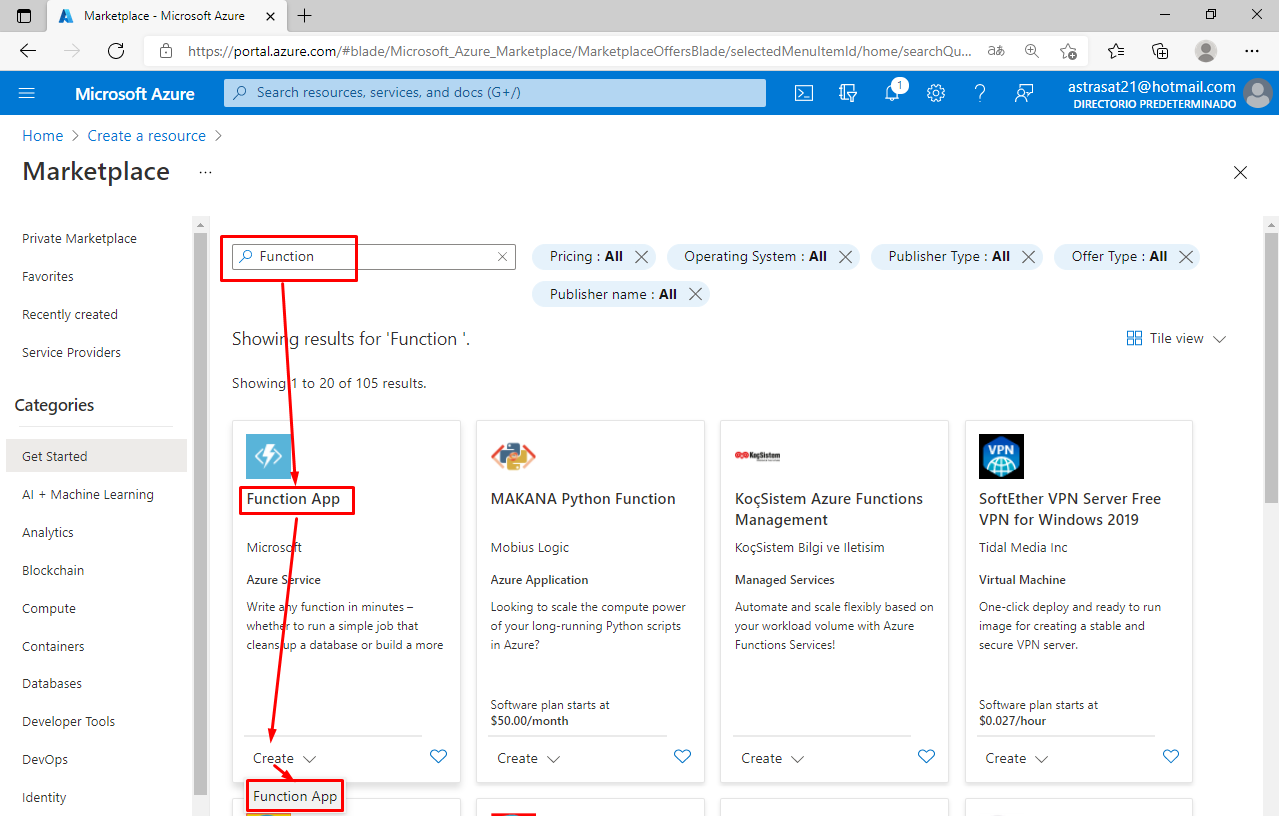 Marketplace - Microsoft Azure
https://portal.azure.com/#blade/Microsoft_Azure_Marketplace/MarketplaceOffersBlade/selectedMenuItemId/home/searchQu...
aあ
Microsoft Azure
Search resources, services, and docs (G+/)
1
astrasat21@hotmail.com
DIRECTORIO PREDETERMINADO
Home > Create a resource >
Marketplace ...
Private Marketplace
Favorites
Recently created
Service Providers
Categories
Get Started
AI + Machine Learning
Analytics
Blockchain
Compute
Containers
Databases
Developer Tools
DevOps
Identity
Function
Pricing : All
Operating System : All
Publisher Type : All
Offer Type : All
Publisher name : All
Showing results for 'Function '.
Tile view
Showing 1 to 20 of 105 results.
Function App
Microsoft
Azure Service
Write any function in minutes –
whether to run a simple job that
cleans up a database or build a more
Create
Function App
MAKANA Python Function
Mobius Logic
Azure Application
Looking to scale the compute power
of your long-running Python scripts
in Azure?
Software plan starts at
$50.00/month
Create
KoçSistem
KoçSistem Azure Functions
Management
KoçSistem Bilgi ve Iletisim
Managed Services
Automate and scale flexibly based on
your workload volume with Azure
Functions Services!
Create
VPN
SoftEther VPN Server Free
VPN for Windows 2019
Tidal Media Inc
Virtual Machine
One-click deploy and ready to run
image for creating a stable and
secure VPN server.
Software plan starts at
$0.027/hour
Create